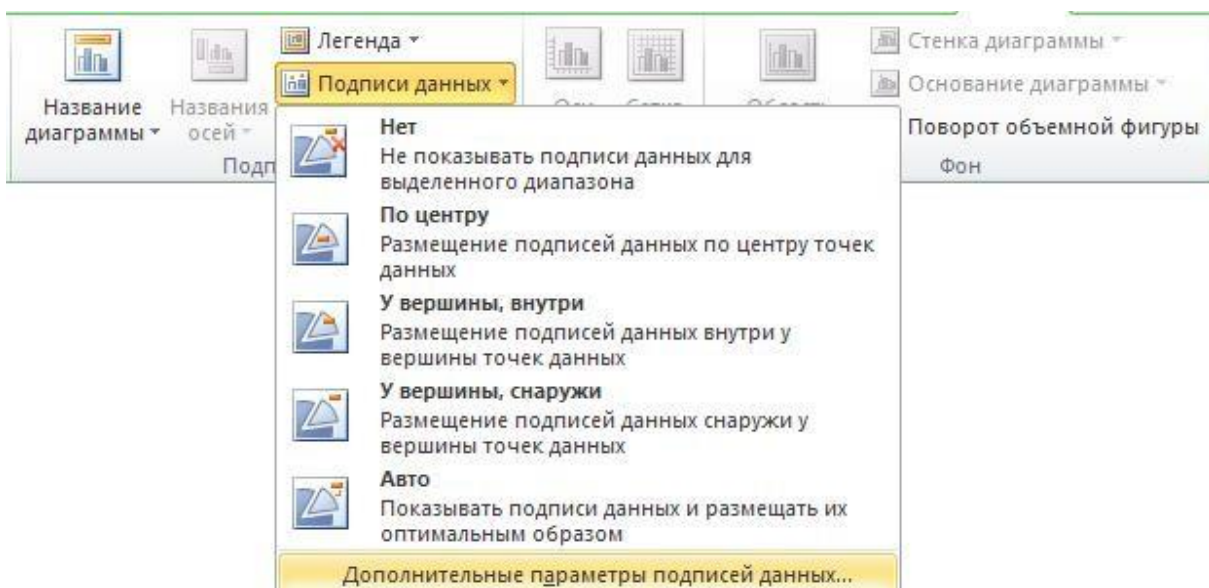 Легенда
Подписи данных
Название
диаграммы
Названия
осей
Стенка диаграммы
Основание диаграммы
Поворот объемной фигуры
Фон
Нет
Не показывать подписи данных для
выделенного диапазона
По центру
Размещение подписей данных по центру точек
данных
У вершины, внутри
Размещение подписей данных внутри у
вершины точек данных
У вершины, снаружи
Размещение подписей данных снаружи у
вершины точек данных
Авто
Показывать подписи данных и размещать их
оптимальным образом
Дополнительные параметры подписей данных...